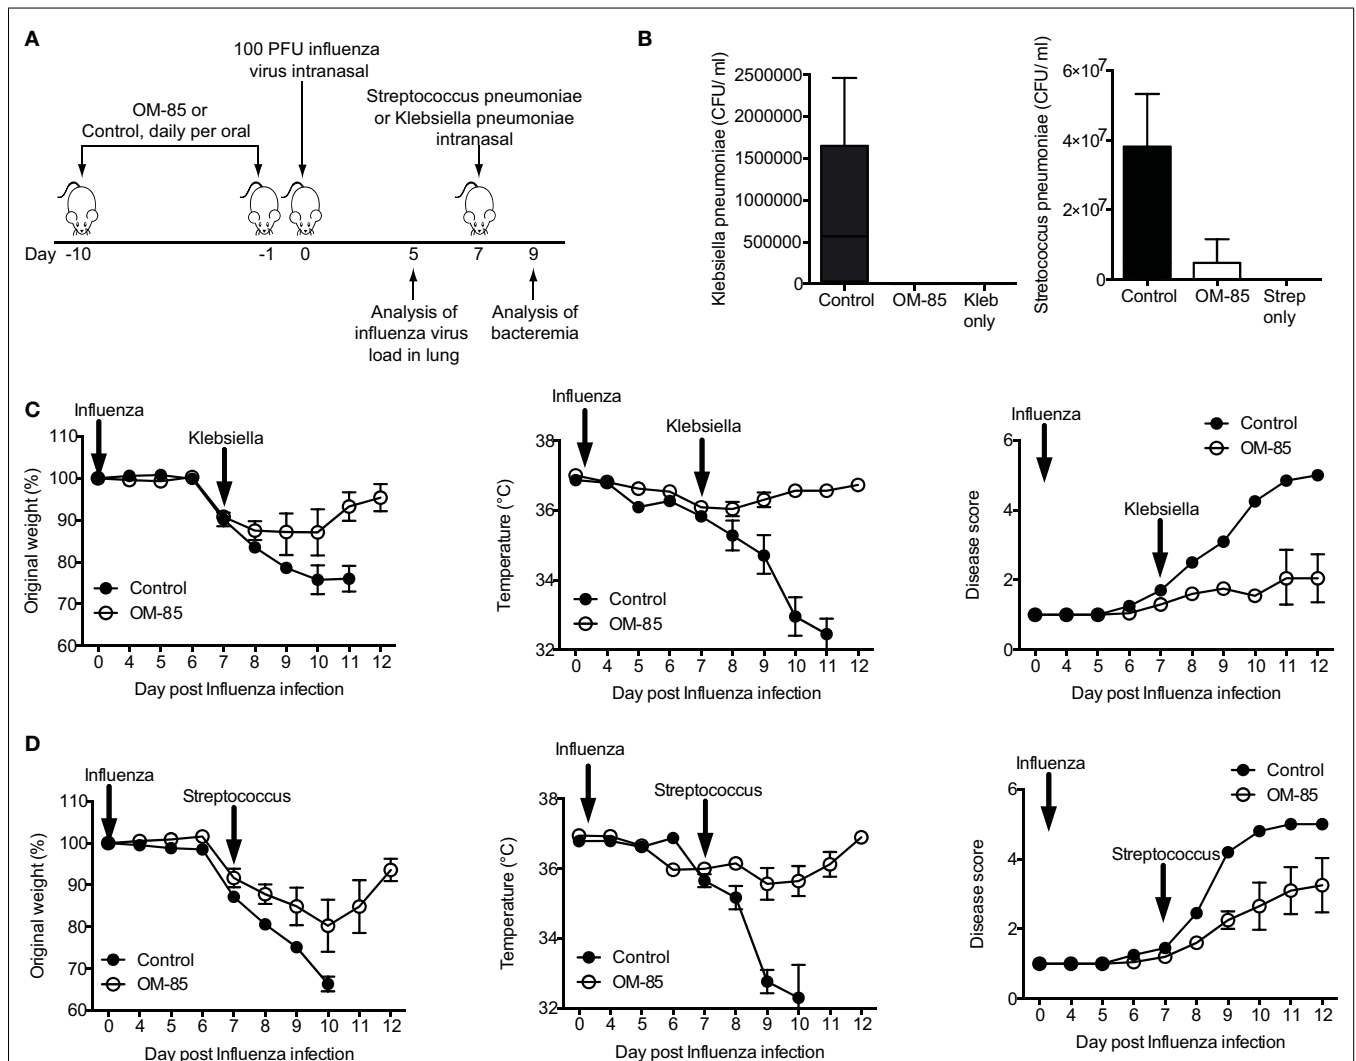 A
100 PFU influenza
virus intranasal
OM-85 or
Control, daily per oral
Streptococcus pneumoniae
or Klebsiella pneumoniae
intranasal
Day -10 -1 0 5 7 9
Analysis of
influenza virus
load in lung
Analysis of
bacteremia
B
Klebsiella pneumoniae (CFU/ ml)
2500000
2000000
1500000
1000000
500000
0
Control OM-85 Kleb
only
Stretococcus pneumoniae (CFU/ ml)
6×10⁷
4×10⁷
2×10⁷
0
Control OM-85 Strep
only
C
Influenza
Klebsiella
Original weight (%)
110
100
90
80
70
60
Control
OM-85
0 4 5 6 7 8 9 10 11 12
Day post Influenza infection
Influenza
Klebsiella
Temperature (°C)
38
36
34
32
Control
OM-85
0 4 5 6 7 8 9 10 11 12
Day post Influenza infection
Influenza
Klebsiella
Control
OM-85
Disease score
6
4
2
0
0 4 5 6 7 8 9 10 11 12
Day post Influenza infection
D
Influenza
Streptococcus
Original weight (%)
110
100
90
80
70
60
Control
OM-85
0 4 5 6 7 8 9 10 11 12
Day post Influenza infection
Influenza
Streptococcus
Temperature (°C)
38
36
34
32
Control
OM-85
0 4 5 6 7 8 9 10 11 12
Day post Influenza infection
Influenza
Streptococcus
Control
OM-85
Disease score
6
4
2
0
0 4 5 6 7 8 9 10 11 12
Day post Influenza infection